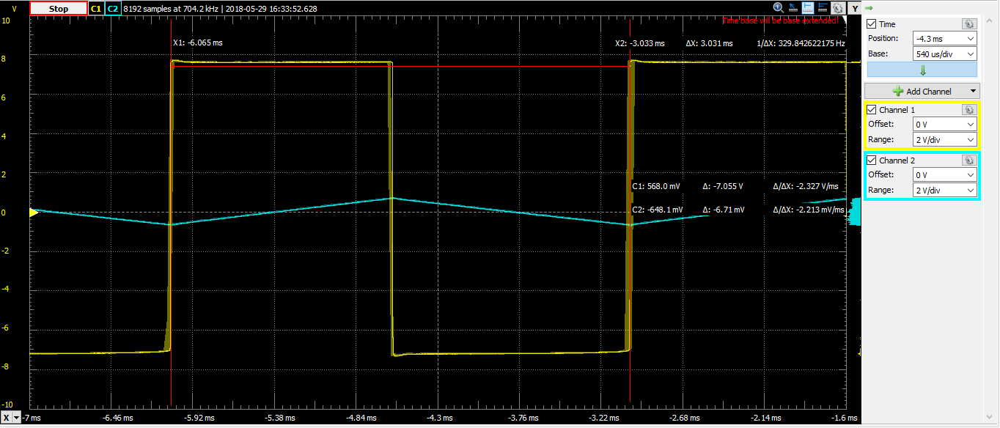 V Stop C1 C2 8192 samples at 704.2 kHz | 2018-05-29 16:33:52.628 Y
Time base will be base extended!
X1: -6.065 ms X2: -3.033 ms ΔX: 3.031 ms 1/ΔX: 329.842622175 Hz
10
8
6
4
2
0
-2
-4
-6
-8
-10
C1: 568.0 mV Δ: -7.055 V Δ/ΔX: -2.327 V/ms
C2: -648.1 mV Δ: -6.71 mV Δ/ΔX: -2.213 mV/ms
X -7 ms -6.46 ms -5.92 ms -5.38 ms -4.84 ms -4.3 ms -3.76 ms -3.22 ms -2.68 ms -2.14 ms -1.6 ms
Time
Position: -4.3 ms
Base: 540 us/div
Add Channel
Channel 1
Offset: 0 V
Range: 2 V/div
Channel 2
Offset: 0 V
Range: 2 V/div